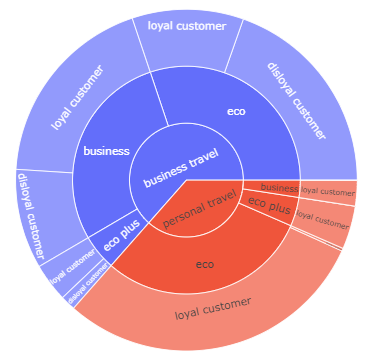 loyal customer
disloyal customer
loyal customer
eco
business
business travel
disloyal customer
eco plus
loyal customer
disloyal customer
personal travel
business
loyal customer
eco plus
loyal customer
eco
loyal customer